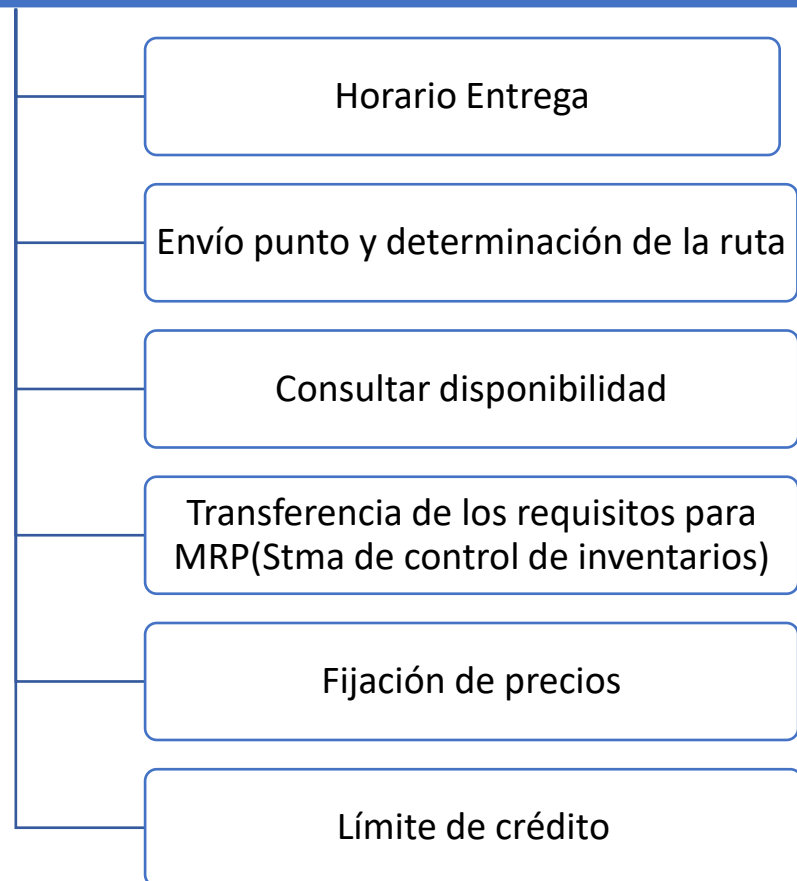 Horario Entrega
Envío punto y determinación de la ruta
Consultar disponibilidad
Transferencia de los requisitos para
MRP(Stma de control de inventarios)
Fijación de precios
Límite de crédito